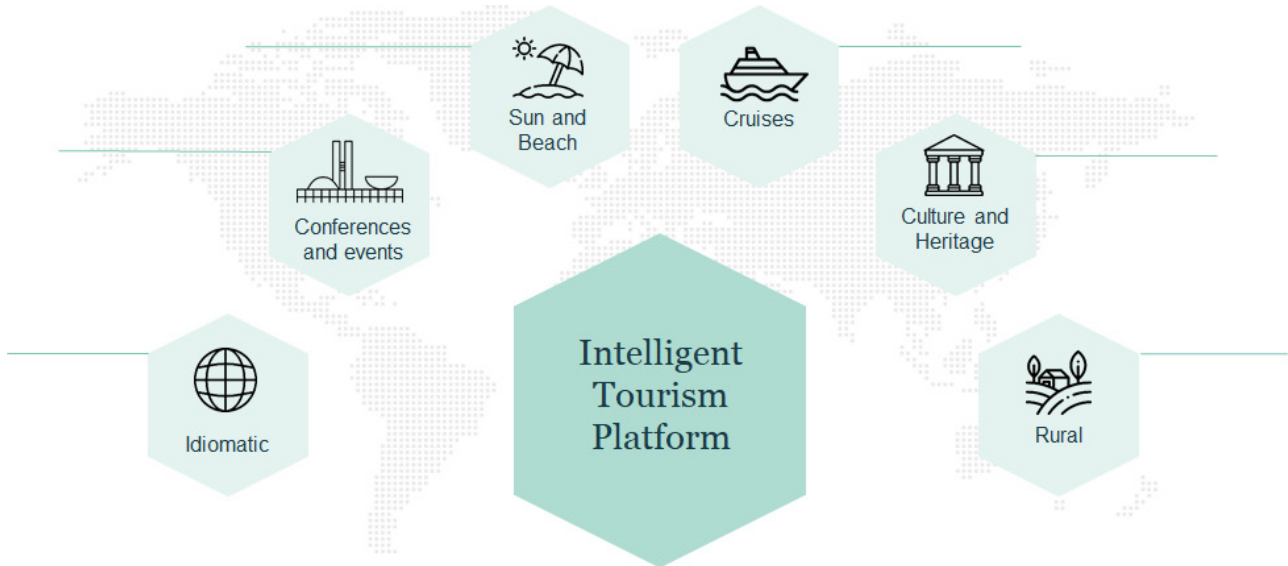 Sun and
Beach
Cruises
Conferences
and events
Culture and
Heritage
Idiomatic
Intelligent
Tourism
Platform
Rural